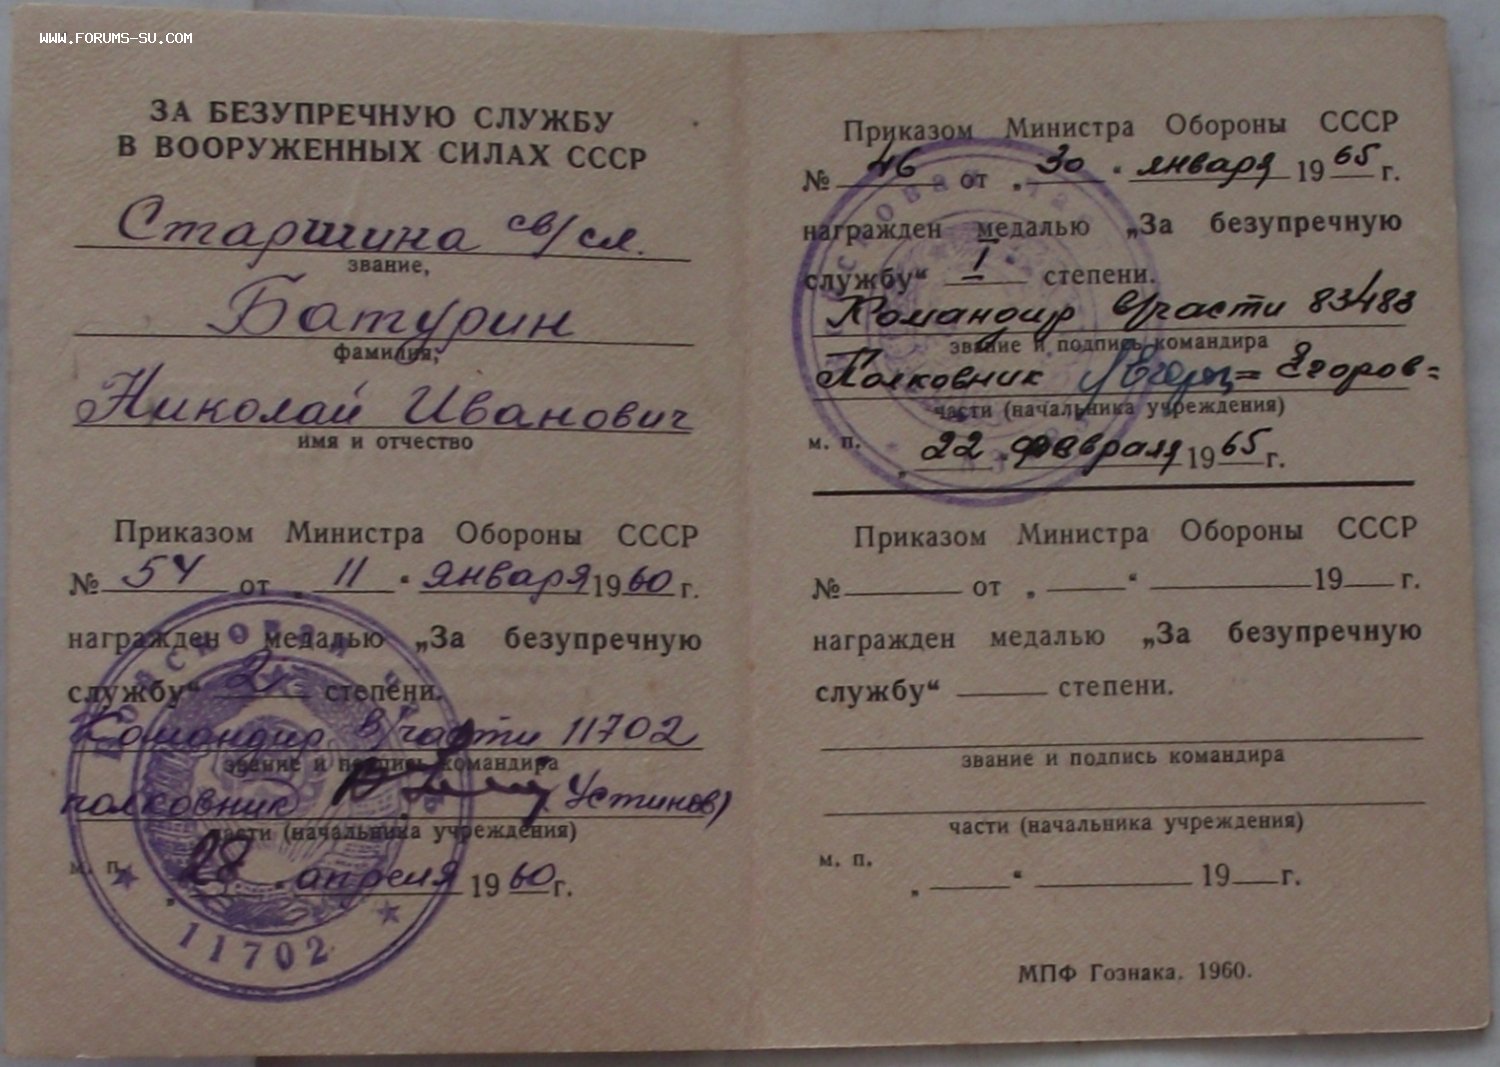 WWW.FORUMS-SU.COM
ЗА БЕЗУПРЕЧНУЮ СЛУЖБУ
В ВООРУЖЕННЫХ СИЛАХ СССР
Старшина св/сл.
звание,
Батурин
фамилия,
Николай Иванович
имя и отчество
Приказом Министра Обороны СССР
№ 54 от „ 11 “ января 1960 г.
награжден медалью „За безупречную
службу“ 2 степени.
Командир в/части 11702
звание и подпись командира
полковник (Устинов)
части (начальника учреждения)
м. п. „ 28 “ апреля 1960 г.
11702
Приказом Министра Обороны СССР
№ 46 от „ 30 “ января 1965 г.
награжден медалью „За безупречную
службу“ I степени.
Командир в/части 83483
звание и подпись командира
Полковник =Егоров=
части (начальника учреждения)
м. п.
„ 22 “ февраля 1965 г.
Приказом Министра Обороны СССР
№ от „ “ 19 г.
награжден медалью „За безупречную
службу“ степени.
звание и подпись командира
части (начальника учреждения)
м. п.
„ “ 19 г.
МПФ Гознака. 1960.